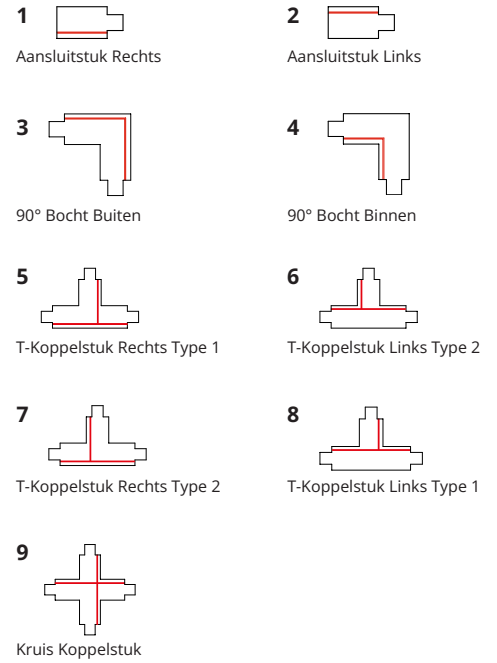 1
Aansluitstuk Rechts
2
Aansluitstuk Links
3
90° Bocht Buiten
4
90° Bocht Binnen
5
T-Koppelstuk Rechts Type 1
6
T-Koppelstuk Links Type 2
7
T-Koppelstuk Rechts Type 2
8
T-Koppelstuk Links Type 1
9
Kruis Koppelstuk